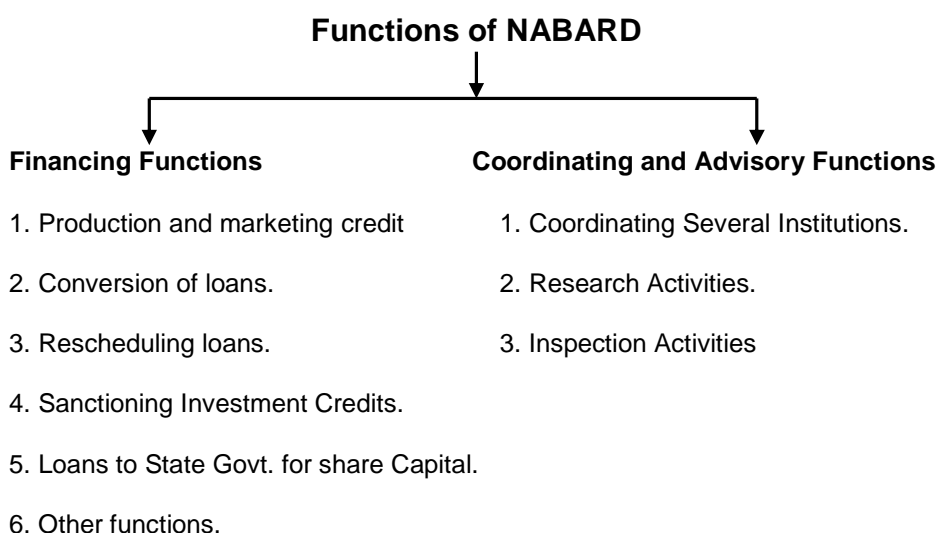 Functions of NABARD
Financing Functions
1. Production and marketing credit
2. Conversion of loans.
3. Rescheduling loans.
4. Sanctioning Investment Credits.
5. Loans to State Govt. for share Capital.
6. Other functions.
Coordinating and Advisory Functions
1. Coordinating Several Institutions.
2. Research Activities.
3. Inspection Activities